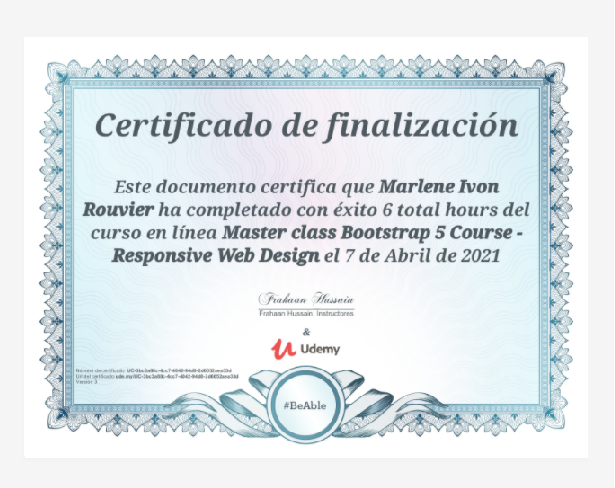 Certificado de finalización
Este documento certifica que Marlene Ivon
Rouvier ha completado con éxito 6 total hours del
curso en línea Master class Bootstrap 5 Course -
Responsive Web Design el 7 de Abril de 2021
Frahaan Hussain
Frahaan Hussain Instructores
&
Udemy
Número de certificado:
Url del certificado:
Versión 3
#BeAble